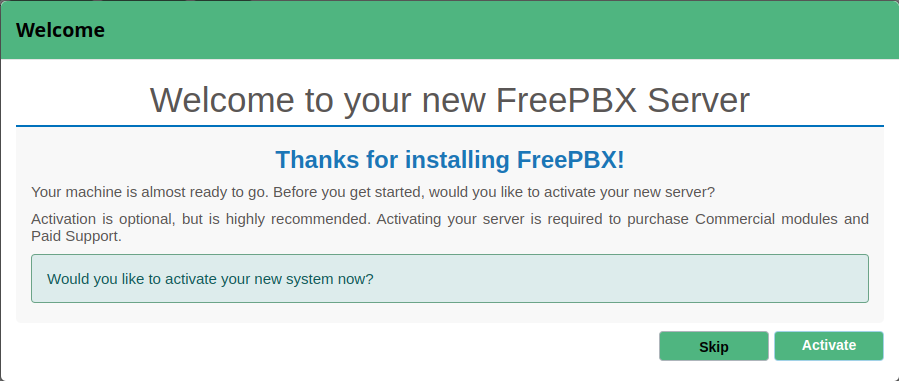 Welcome
Welcome to your new FreePBX Server
Thanks for installing FreePBX!
Your machine is almost ready to go. Before you get started, would you like to activate your new server?
Activation is optional, but is highly recommended. Activating your server is required to purchase Commercial modules and
Paid Support.
Would you like to activate your new system now?
Skip
Activate